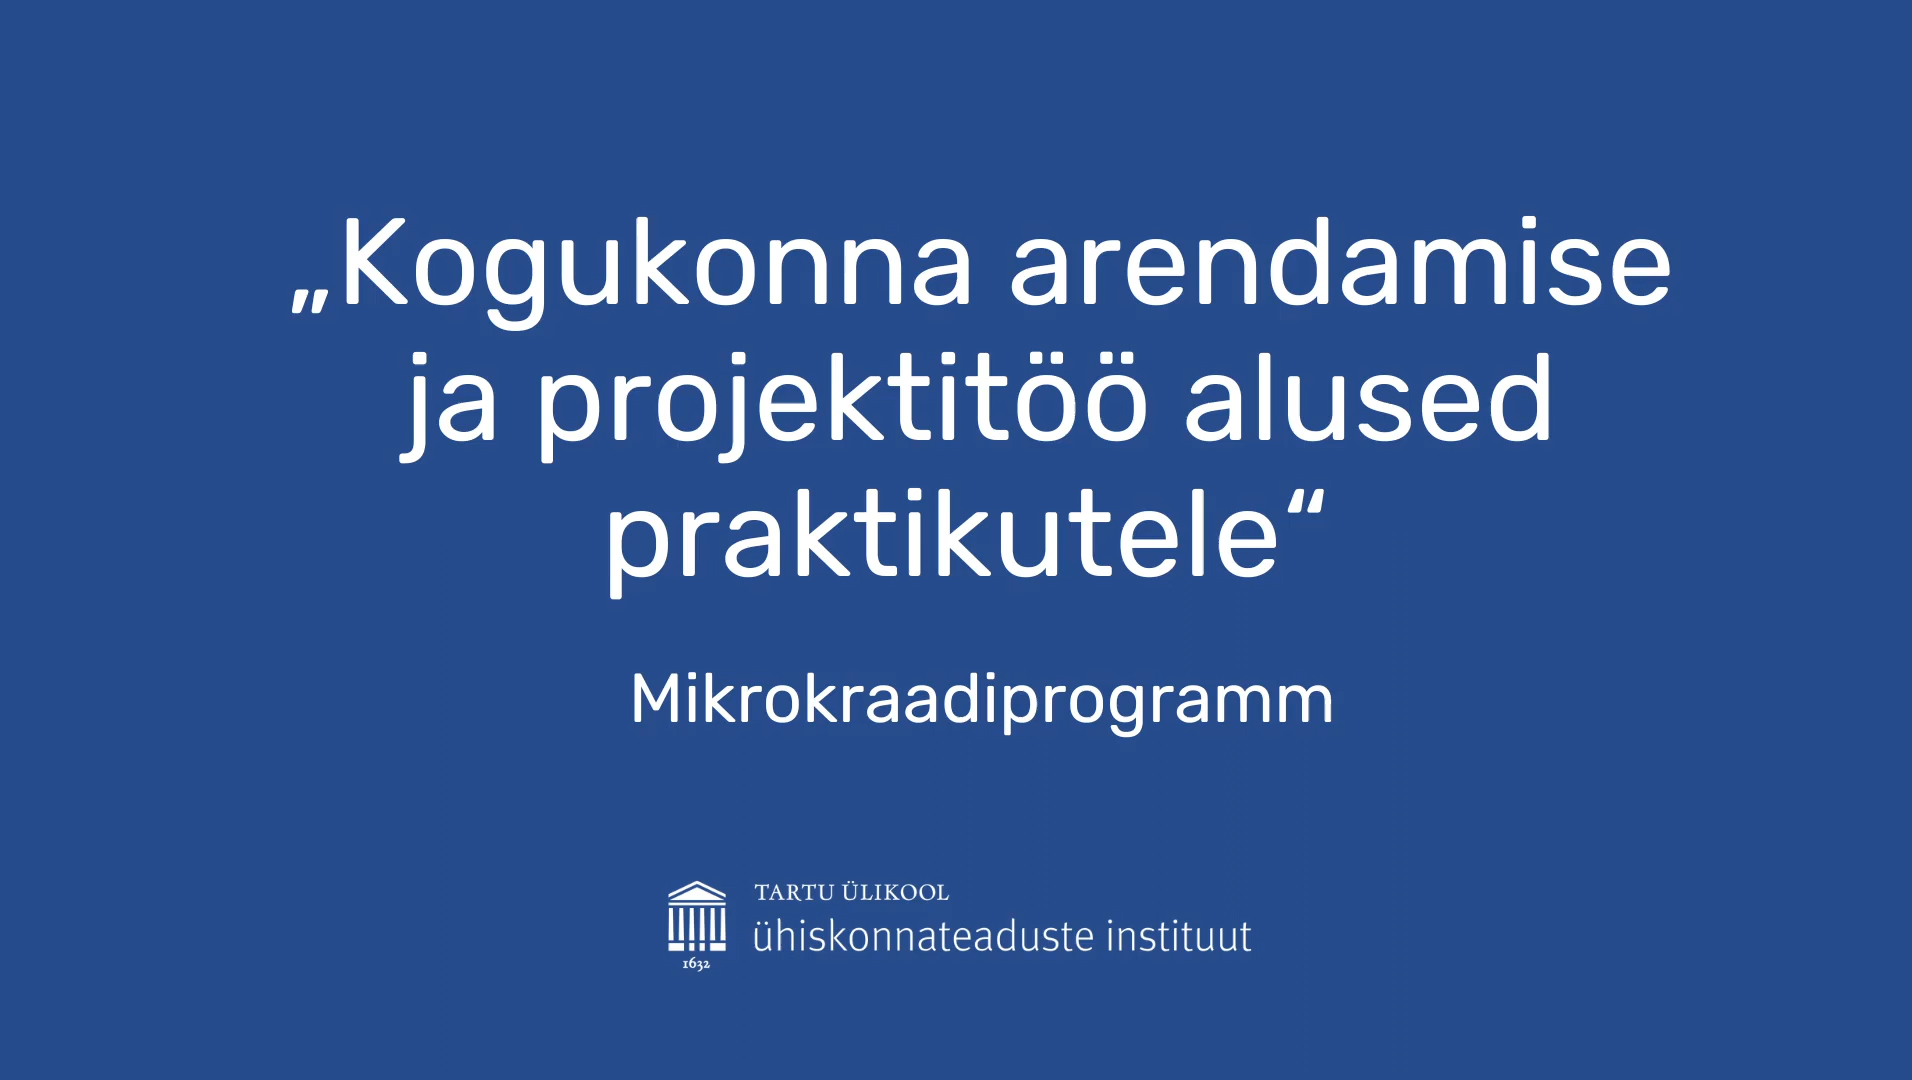 „Kogukonna arendamise
ja projektitöö alused
praktikutele“
Mikrokraadiprogramm
TARTU ÜLIKOOL
ühiskonnateaduste instituut
1632